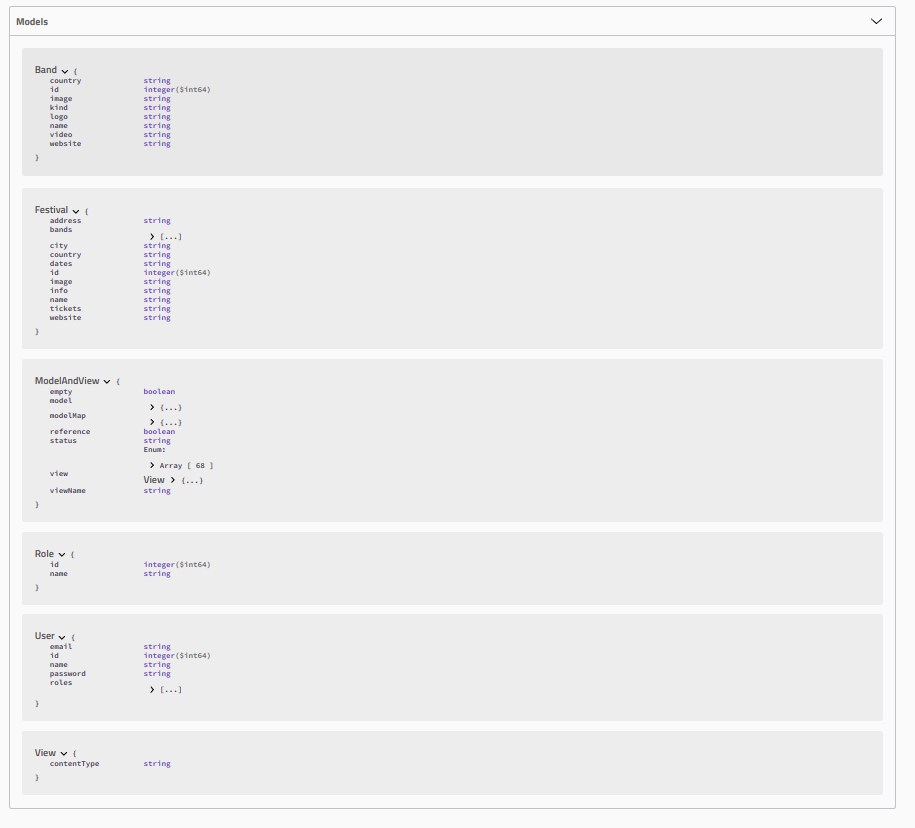 Models
Band {
country string
id integer($int64)
image string
kind string
logo string
name string
video string
website string
}
Festival {
address string
bands
[...]
city string
country string
dates string
id integer($int64)
image string
info string
name string
tickets string
website string
}
ModelAndView {
empty boolean
model
{...}
modelMap
{...}
reference boolean
status string
Enum:
Array [ 68 ]
view
View {...}
viewName string
}
Role {
id integer($int64)
name string
}
User {
email string
id integer($int64)
name string
password string
roles
[...]
}
View {
contentType string
}